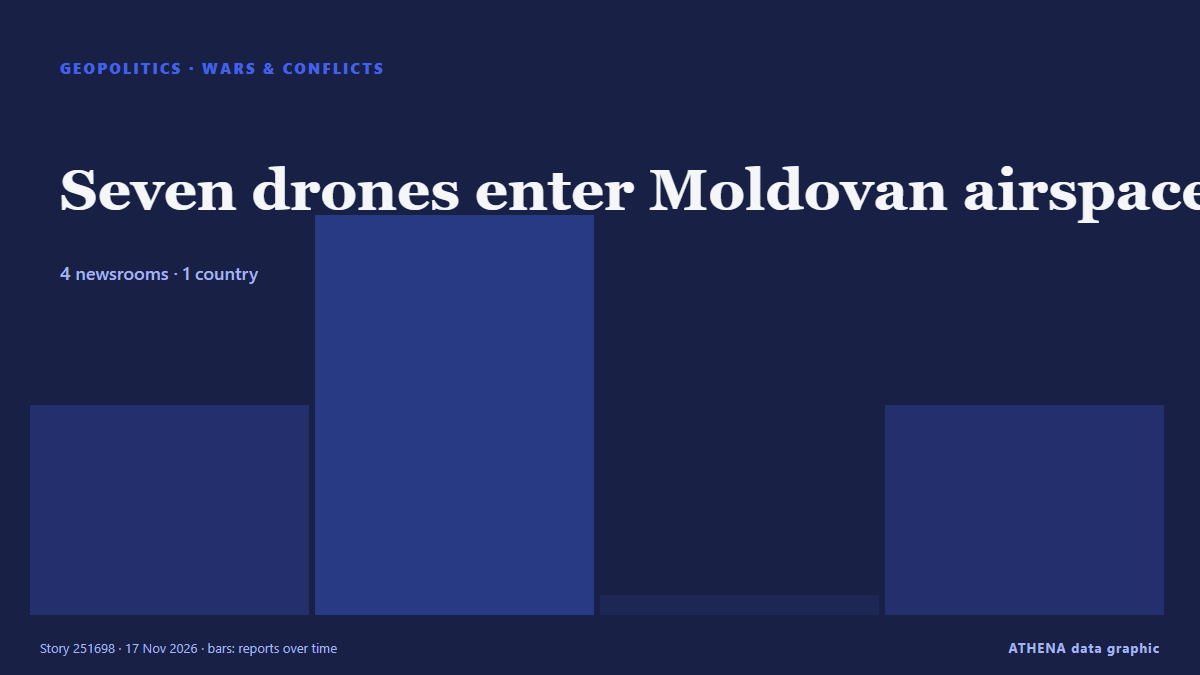 GEOPOLITICS · WARS & CONFLICTS
Seven drones enter Moldovan airspace
4 newsrooms · 1 country
Story 251698 · 17 Nov 2026 · bars: reports over time
ATHENA data graphic